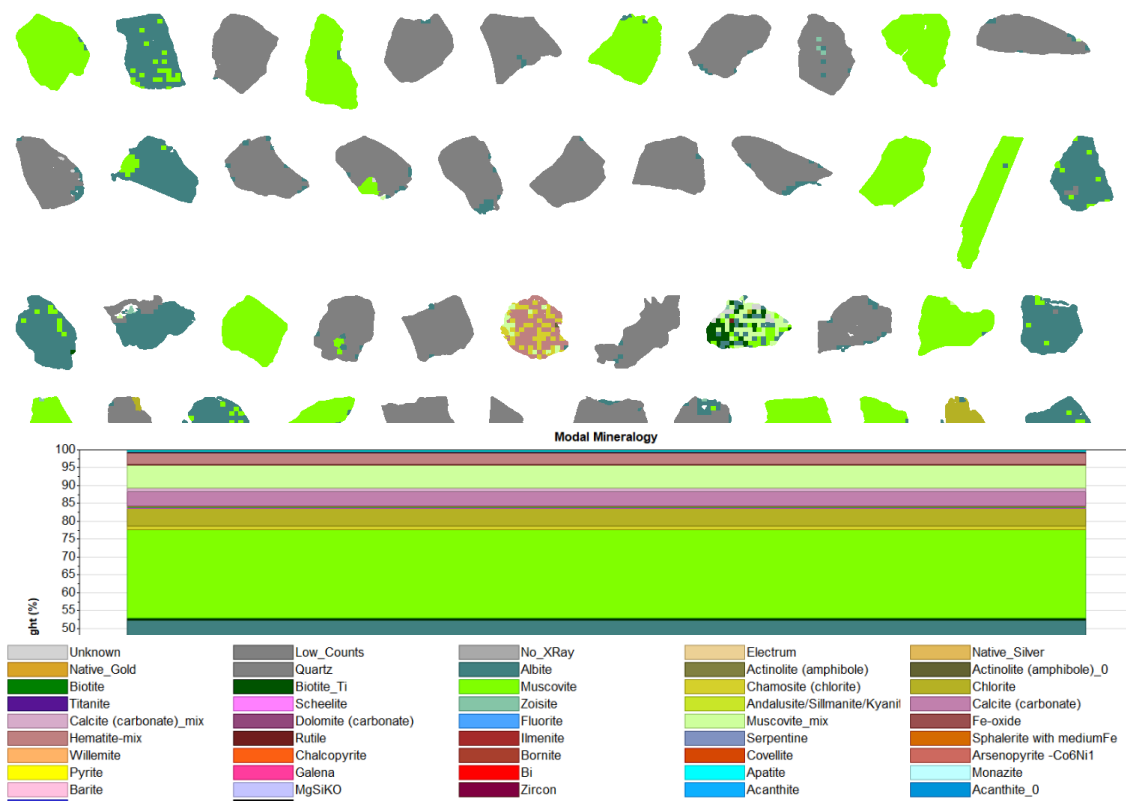 Modal Mineralogy
100
95
90
85
80
75
70
65
60
55
50
ght (%)
Unknown Low_Counts No_XRay Electrum Native_Silver
Native_Gold Quartz Albite Actinolite (amphibole) Actinolite (amphibole)_0
Biotite Biotite_Ti Muscovite Chamosite (chlorite) Chlorite
Titanite Scheelite Zoisite Andalusite/Sillmanite/Kyanit Calcite (carbonate)
Calcite (carbonate)_mix Dolomite (carbonate) Fluorite Muscovite_mix Fe-oxide
Hematite-mix Rutile Ilmenite Serpentine Sphalerite with mediumFe
Willemite Chalcopyrite Bornite Covellite Arsenopyrite -Co6Ni1
Pyrite Galena Bi Apatite Monazite
Barite MgSiKO Zircon Acanthite Acanthite_0